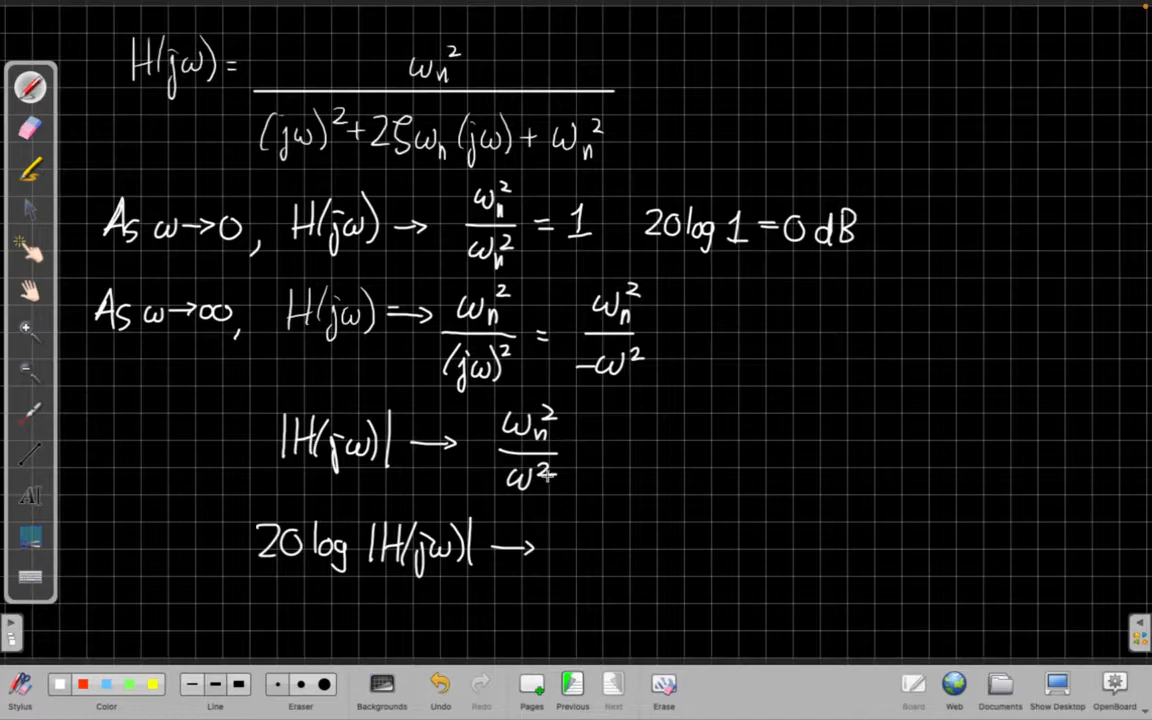 H(jω) = ωn² / ((jω)² + 2ζωn(jω) + ωn²)
As ω→0, H(jω) → ωn²/ωn² = 1 20log 1 = 0 dB
As ω→∞, H(jω) ⟹ ωn²/(jω)² = ωn²/-ω²
|H(jω)| → ωn²/ω²
20 log |H(jω)| →
AI
Stylus Color Line Eraser Backgrounds Undo Redo Pages Previous Next Erase Board Web Documents Show Desktop OpenBoard